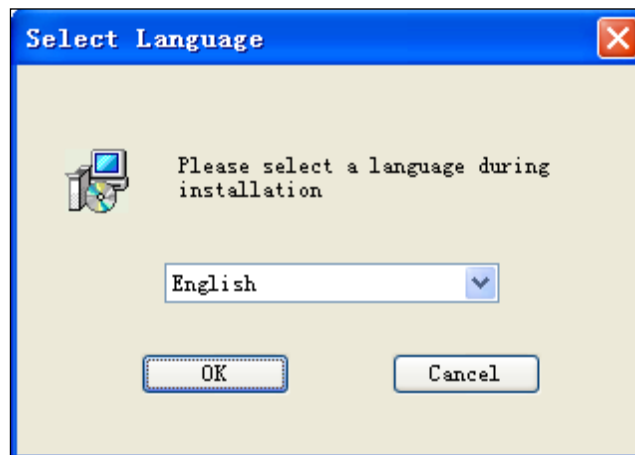 Select Language
Please select a language during
installation
English
OK
Cancel